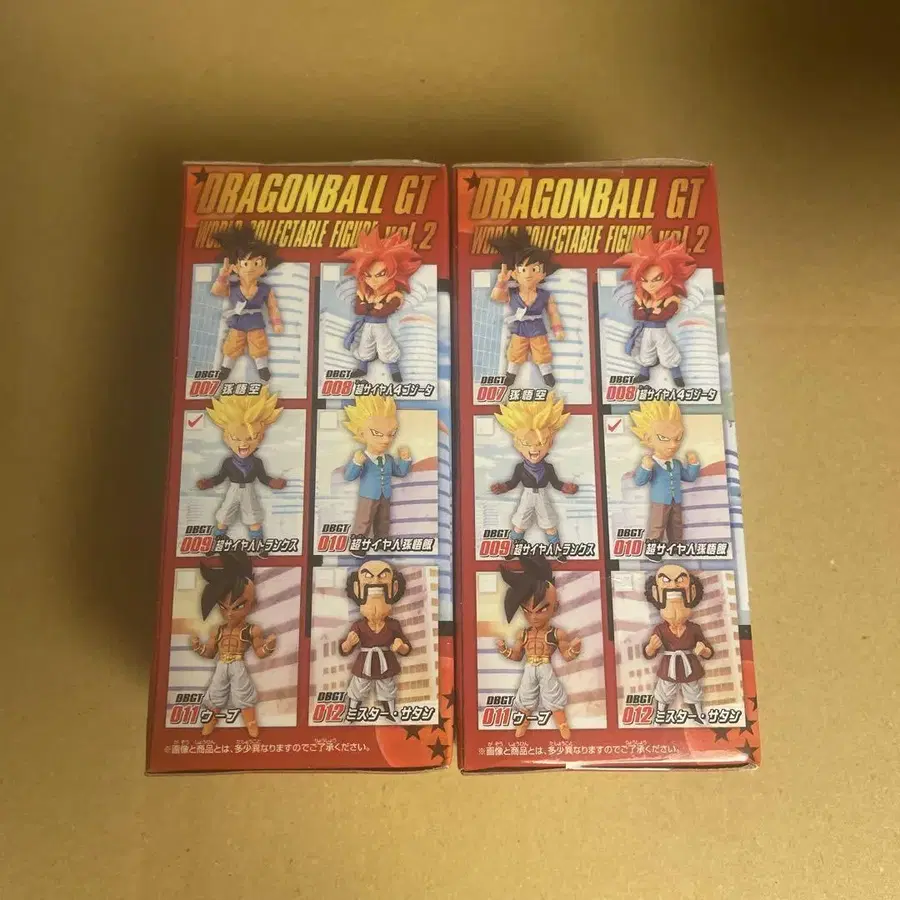 DRAGONBALL GT
WORLD COLLECTABLE FIGURE vol.2
DBGT
007 孫悟空
DBGT
008 超サイヤ人4ゴジータ
DBGT
009 超サイヤ人トランクス
DBGT
010 超サイヤ人孫悟飯
DBGT
011 ウーブ
DBGT
012 ミスター・サタン
※画像と商品とは、多少異なりますのでご了承ください。
DRAGONBALL GT
WORLD COLLECTABLE FIGURE vol.2
DBGT
007 孫悟空
DBGT
008 超サイヤ人4ゴジータ
DBGT
009 超サイヤ人トランクス
DBGT
010 超サイヤ人孫悟飯
DBGT
011 ウーブ
DBGT
012 ミスター・サタン
※画像と商品とは、多少異なりますのでご了承ください。